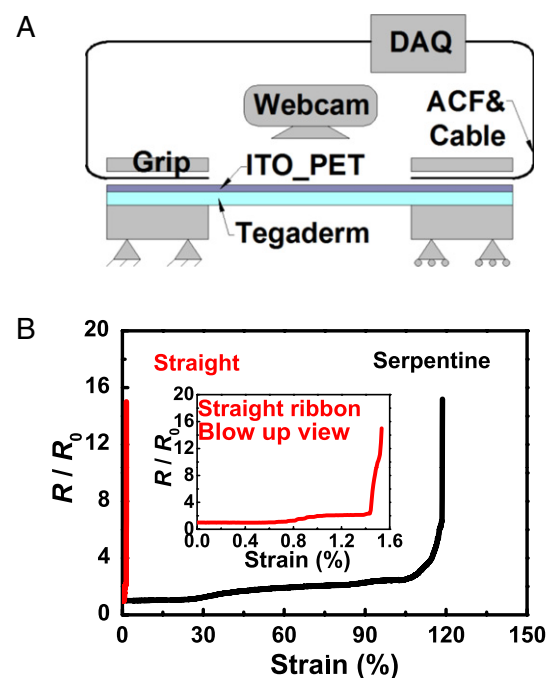 A
DAQ
Webcam
ACF&
Cable
Grip
ITO_PET
Tegaderm
B
20
16
12
8
4
0
R / R0
Straight
Serpentine
20
16
12
8
4
0
R / R0
Straight ribbon
Blow up view
0.0 0.4 0.8 1.2 1.6
Strain (%)
0 30 60 90 120 150
Strain (%)